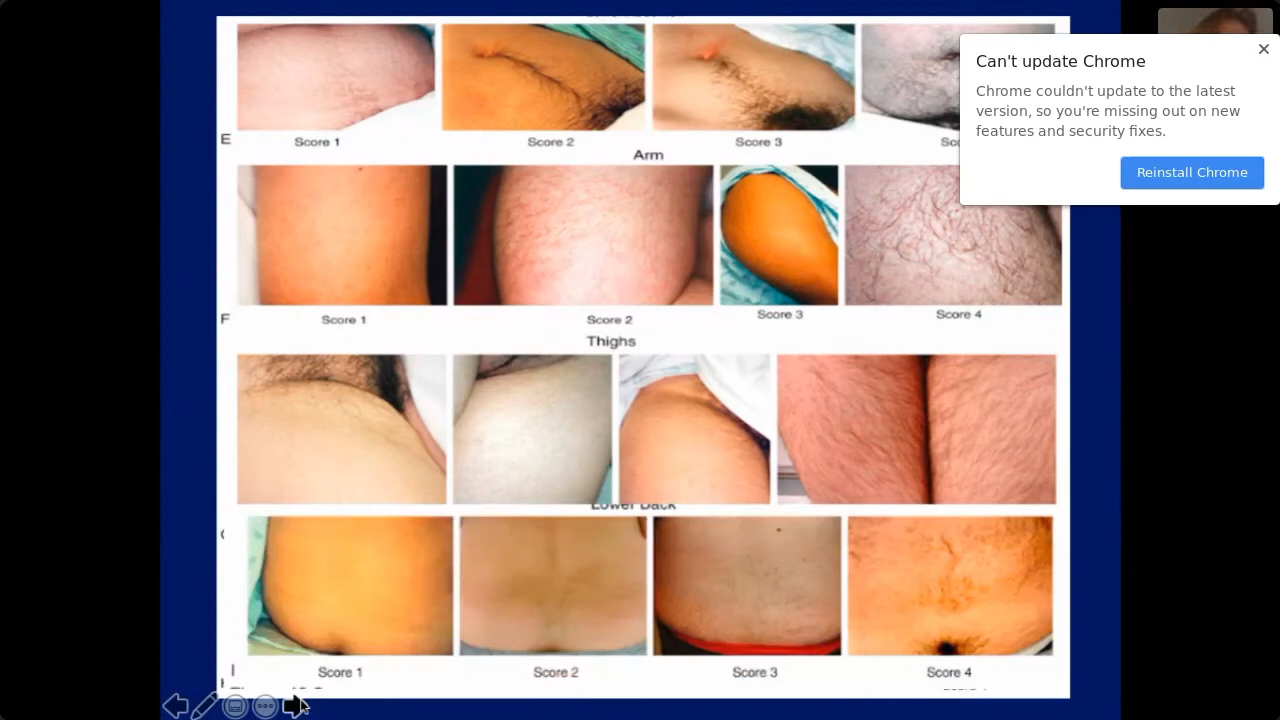 Can't update Chrome
Chrome couldn't update to the latest
version, so you're missing out on new
features and security fixes.
Reinstall Chrome
E
Score 1
Score 2
Score 3
Arm
F
Score 1
Score 2
Score 3
Score 4
Thighs
Lower Back
I
Score 1
Score 2
Score 3
Score 4